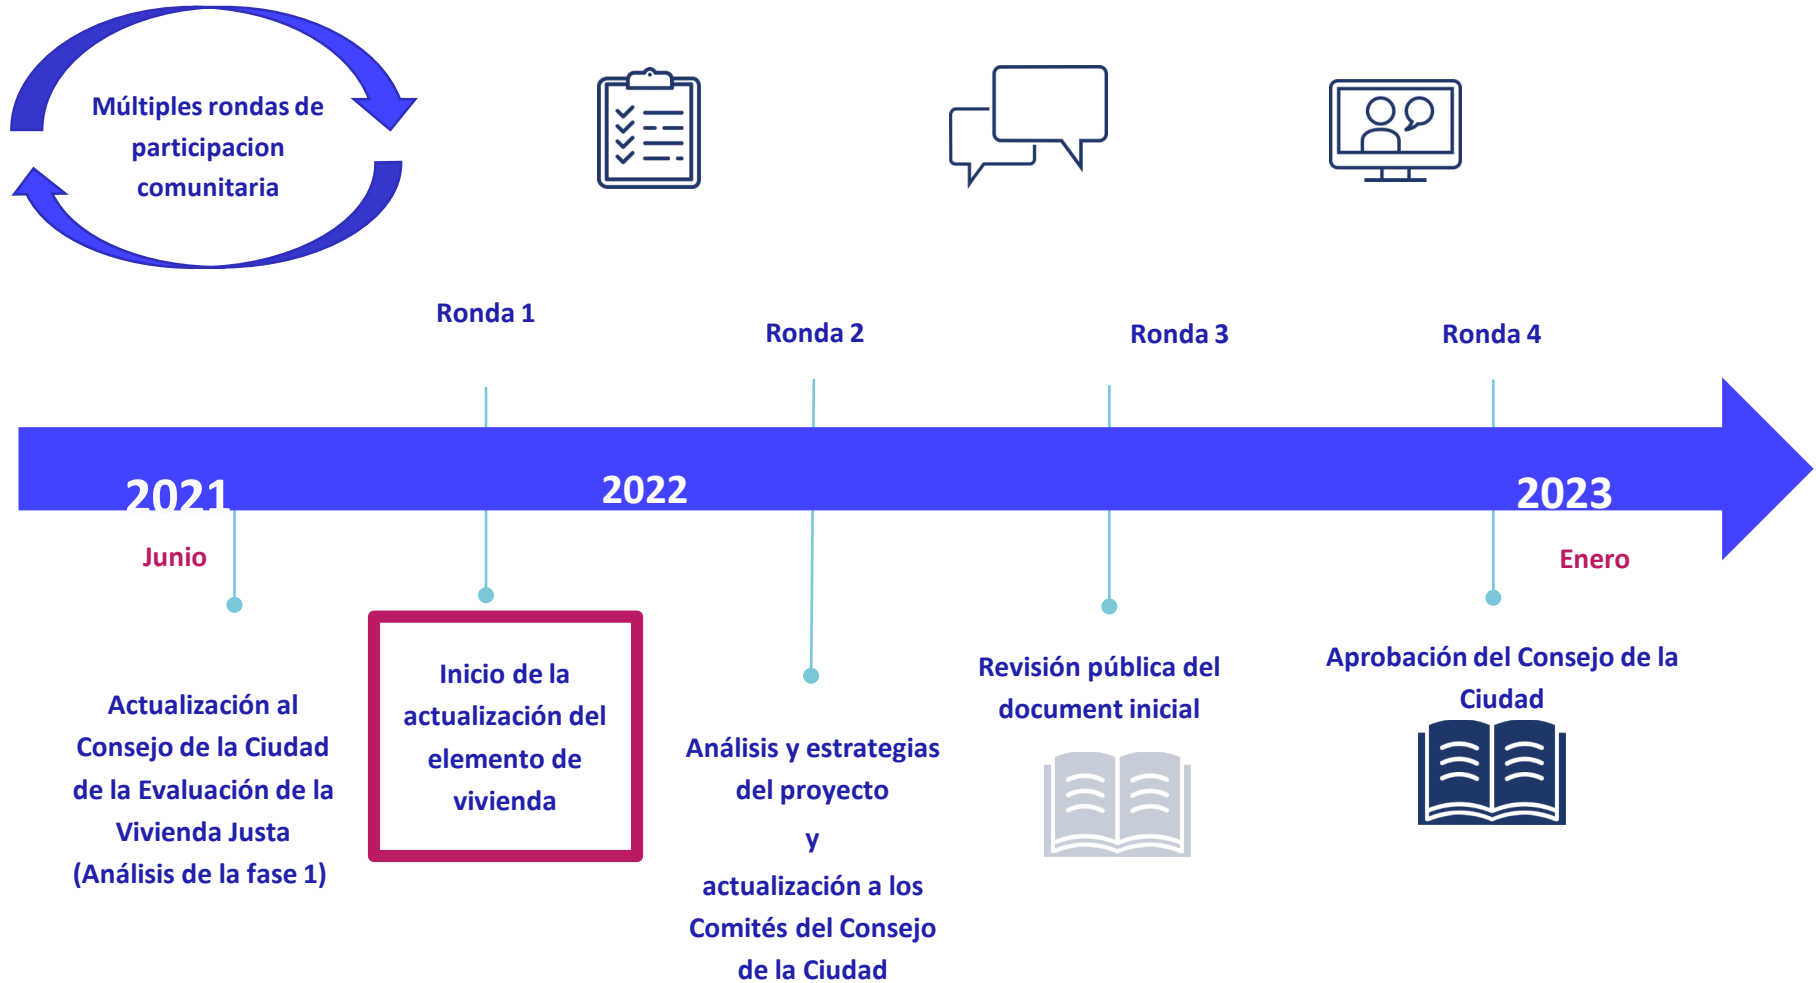 Múltiples rondas de
participacion
comunitaria
Ronda 1
Ronda 2
Ronda 3
Ronda 4
2021
2022
2023
Junio
Enero
Actualización al
Consejo de la Ciudad
de la Evaluación de la
Vivienda Justa
(Análisis de la fase 1)
Inicio de la
actualización del
elemento de
vivienda
Análisis y estrategias
del proyecto
y
actualización a los
Comités del Consejo
de la Ciudad
Revisión pública del
document inicial
Aprobación del Consejo de la
Ciudad